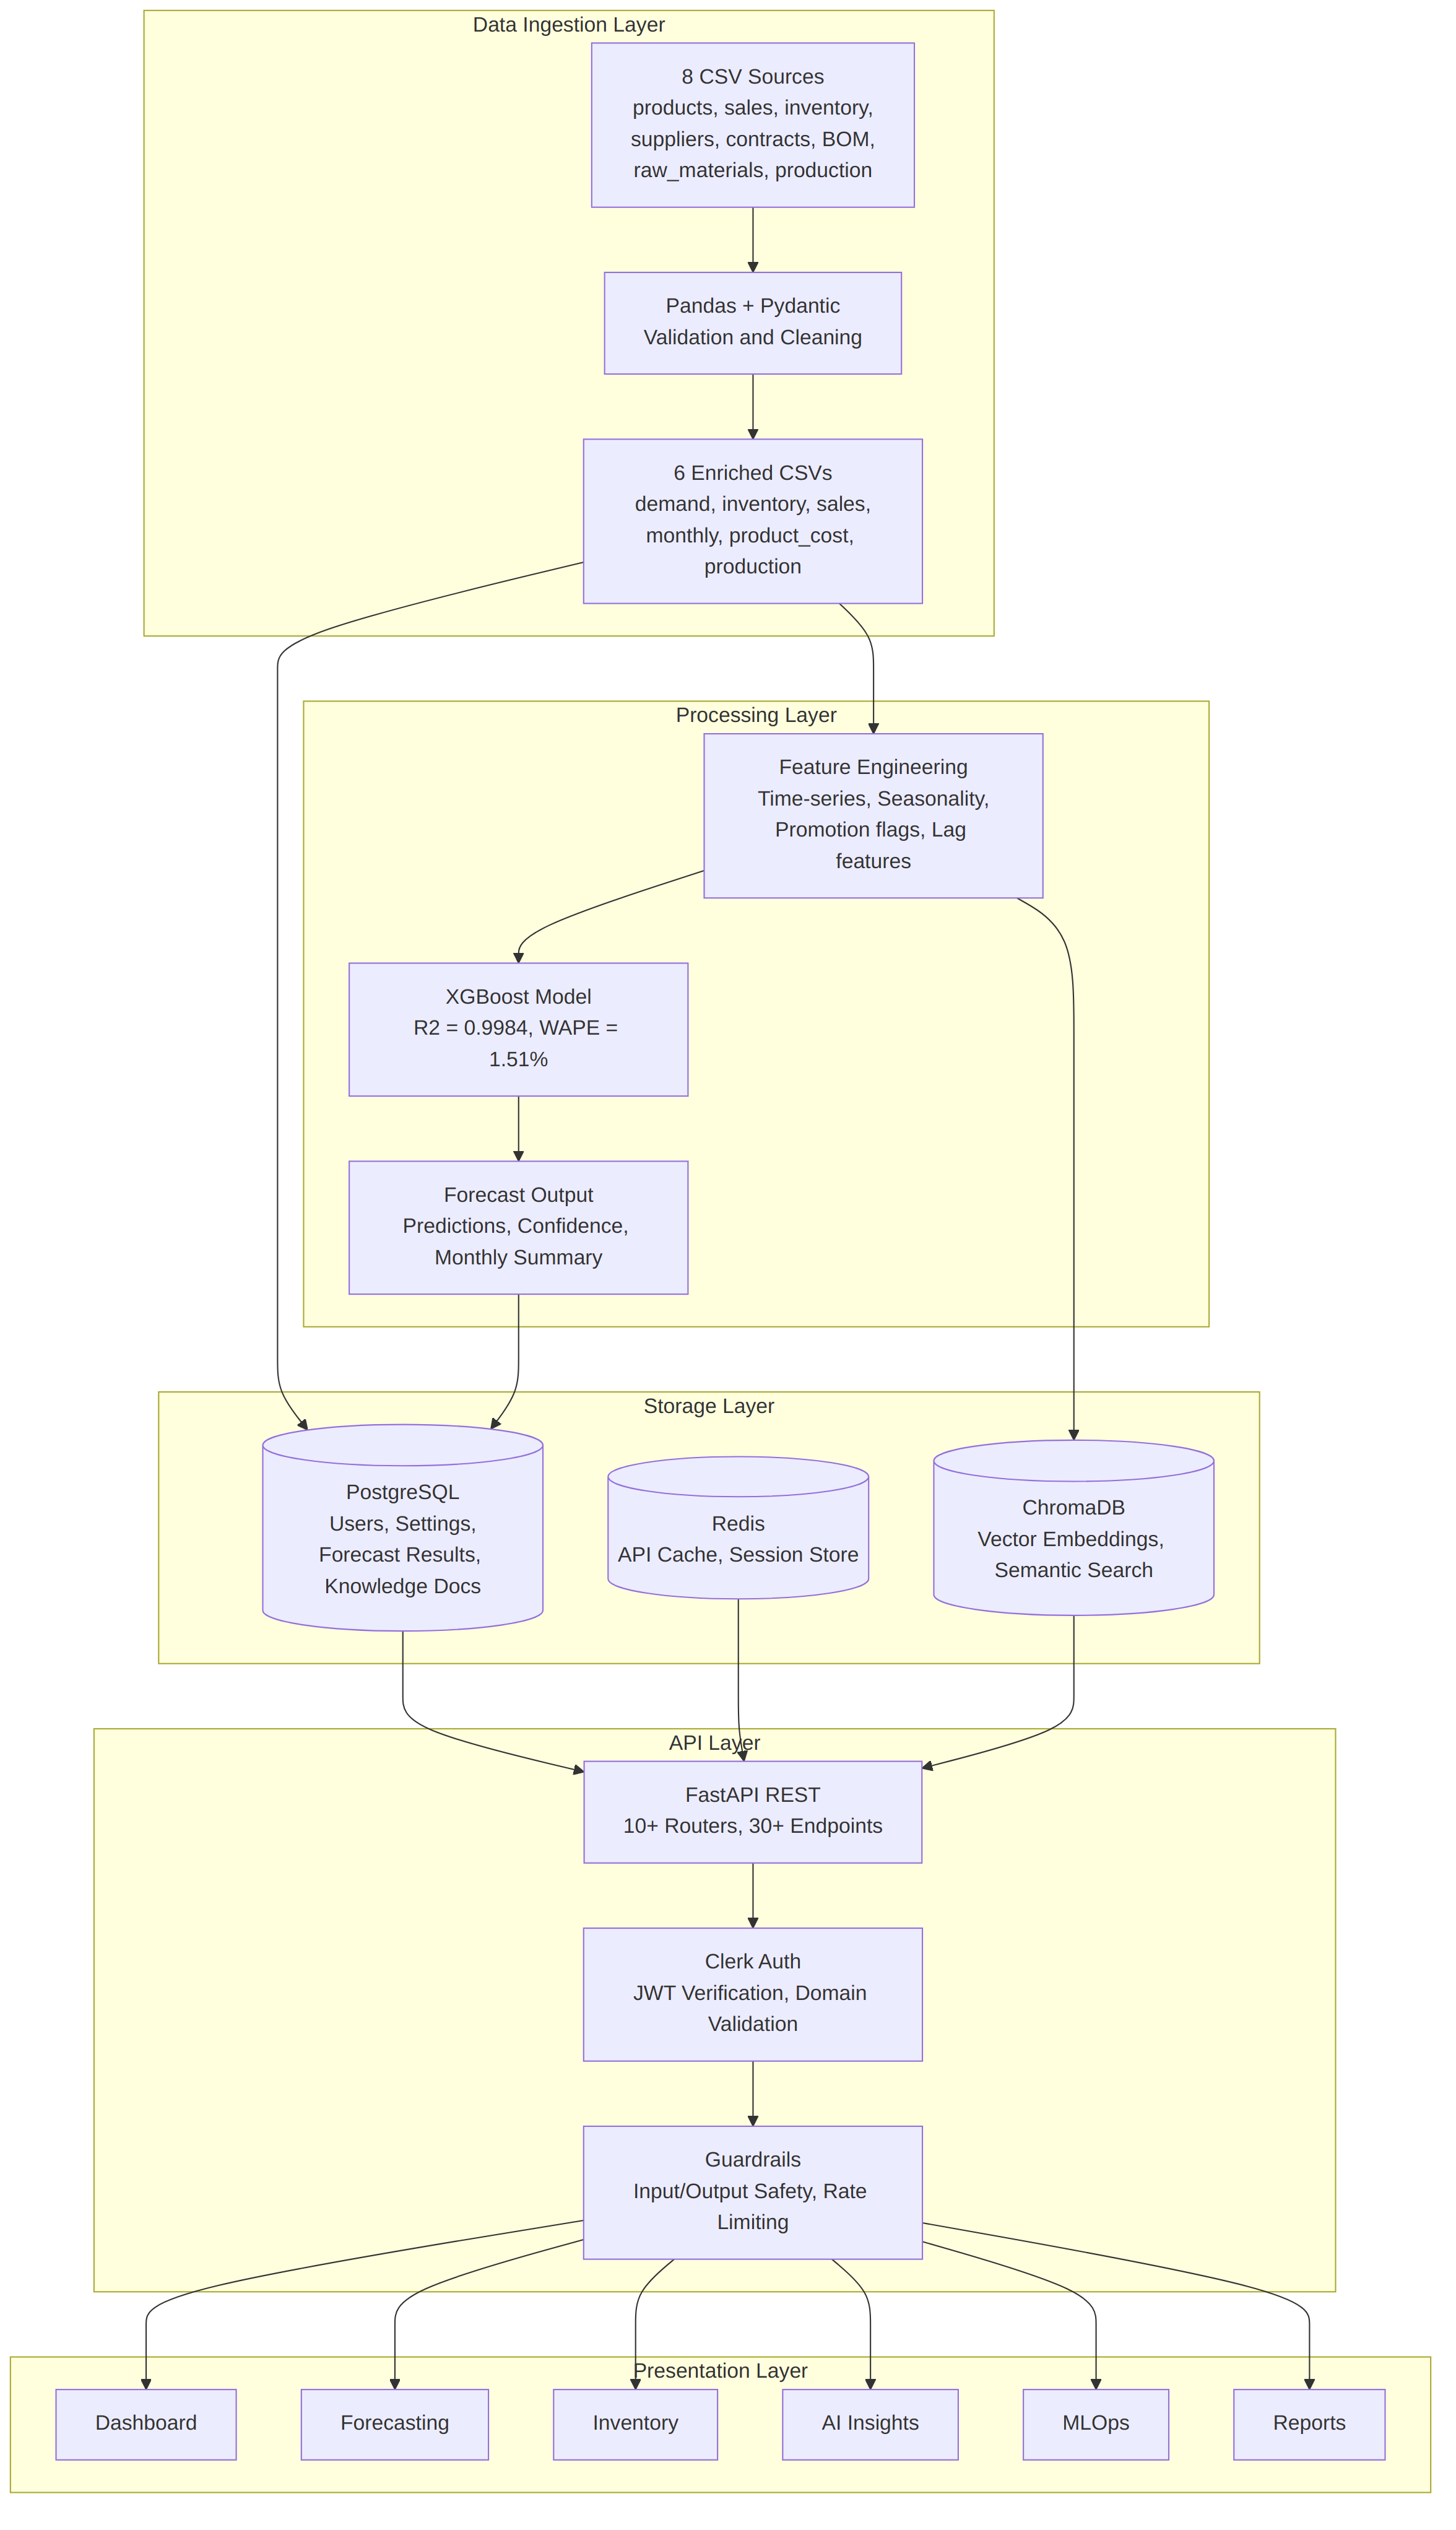 Data Ingestion Layer
8 CSV Sources
products, sales, inventory,
suppliers, contracts, BOM,
raw_materials, production
Pandas + Pydantic
Validation and Cleaning
6 Enriched CSVs
demand, inventory, sales,
monthly, product_cost,
production
Processing Layer
Feature Engineering
Time-series, Seasonality,
Promotion flags, Lag
features
XGBoost Model
R2 = 0.9984, WAPE =
1.51%
Forecast Output
Predictions, Confidence,
Monthly Summary
Storage Layer
PostgreSQL
Users, Settings,
Forecast Results,
Knowledge Docs
Redis
API Cache, Session Store
ChromaDB
Vector Embeddings,
Semantic Search
API Layer
FastAPI REST
10+ Routers, 30+ Endpoints
Clerk Auth
JWT Verification, Domain
Validation
Guardrails
Input/Output Safety, Rate
Limiting
Presentation Layer
Dashboard
Forecasting
Inventory
AI Insights
MLOps
Reports